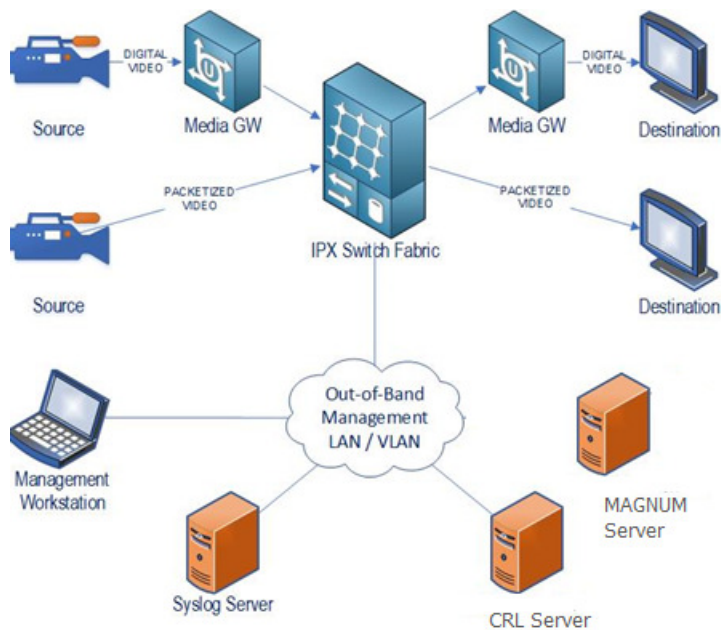 DIGITAL
VIDEO
DIGITAL
VIDEO
Source
Media GW
Media GW
Destination
PACKETIZED
VIDEO
PACKETIZED
VIDEO
IPX Switch Fabric
Source
Destination
Out-of-Band
Management
LAN / VLAN
Management
Workstation
MAGNUM
Server
Syslog Server
CRL Server